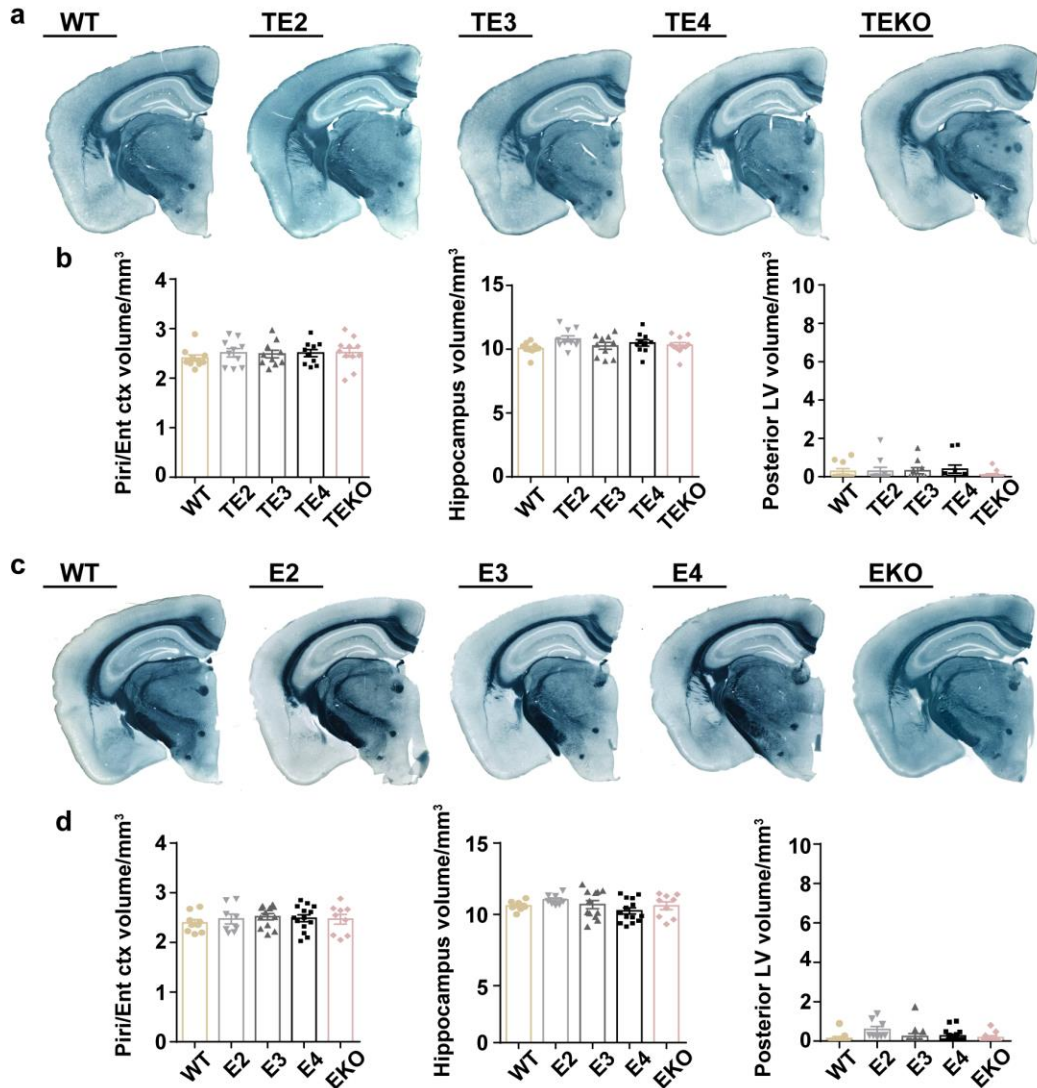 a
WT TE2 TE3 TE4 TEKO
b
Piri/Ent ctx volume/mm³
4
3
2
1
0
WT TE2 TE3 TE4 TEKO
Hippocampus volume/mm³
15
10
5
0
WT TE2 TE3 TE4 TEKO
Posterior LV volume/mm³
10
8
6
4
2
0
WT TE2 TE3 TE4 TEKO
c
WT E2 E3 E4 EKO
d
Piri/Ent ctx volume/mm³
4
3
2
1
0
WT E2 E3 E4 EKO
Hippocampus volume/mm³
15
10
5
0
WT E2 E3 E4 EKO
Posterior LV volume/mm³
10
8
6
4
2
0
WT E2 E3 E4 EKO